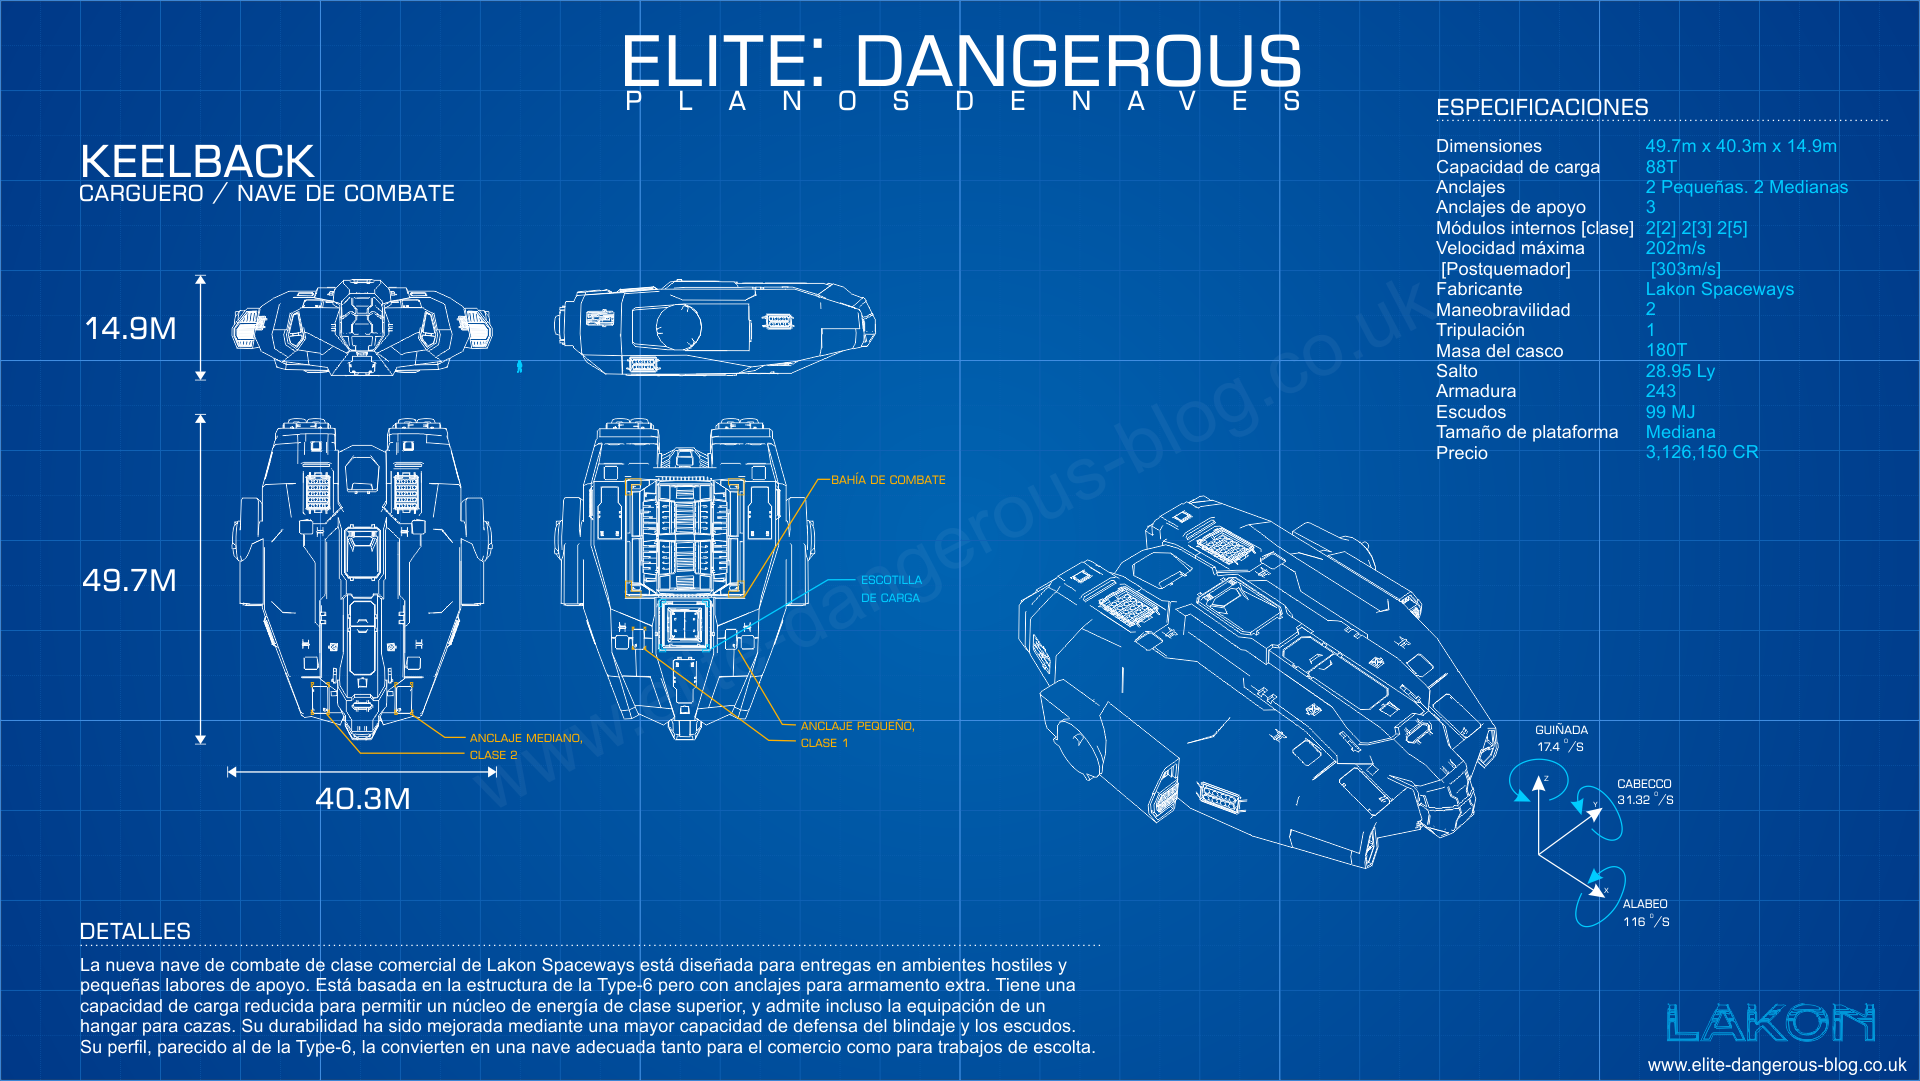 ELITE: DANGEROUS
PLANOS DE NAVES
KEELBACK
CARGUERO / NAVE DE COMBATE
ESPECIFICACIONES
Dimensiones 49.7m x 40.3m x 14.9m
Capacidad de carga 88T
Anclajes 2 Pequeñas. 2 Medianas
Anclajes de apoyo 3
Módulos internos [clase] 2[2] 2[3] 2[5]
Velocidad máxima 202m/s
[Postquemador] [303m/s]
Fabricante Lakon Spaceways
Maneobravilidad 2
Tripulación 1
Masa del casco 180T
Salto 28.95 Ly
Armadura 243
Escudos 99 MJ
Tamaño de plataforma Mediana
Precio 3,126,150 CR
14.9M
49.7M
40.3M
BAHÍA DE COMBATE
ESCOTILLA
DE CARGA
ANCLAJE MEDIANO,
CLASE 2
ANCLAJE PEQUEÑO,
CLASE 1
GUIÑADA
17.4 °/S
Z
CABECCO
31.32 °/S
Y
X
ALABEO
116 °/S
DETALLES
La nueva nave de combate de clase comercial de Lakon Spaceways está diseñada para entregas en ambientes hostiles y
pequeñas labores de apoyo. Está basada en la estructura de la Type-6 pero con anclajes para armamento extra. Tiene una
capacidad de carga reducida para permitir un núcleo de energía de clase superior, y admite incluso la equipación de un
hangar para cazas. Su durabilidad ha sido mejorada mediante una mayor capacidad de defensa del blindaje y los escudos.
Su perfil, parecido al de la Type-6, la convierten en una nave adecuada tanto para el comercio como para trabajos de escolta.
LAKON
www.elite-dangerous-blog.co.uk
www.elite-dangerous-blog.co.uk